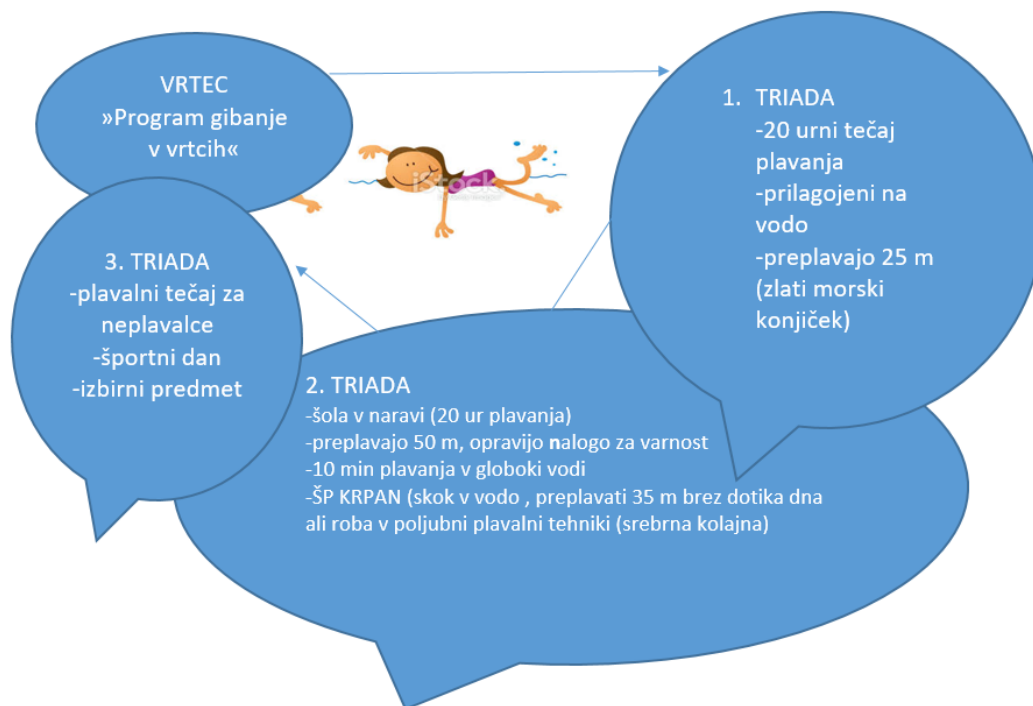 VRTEC
»Program gibanje
v vrtcih«
1. TRIADA
-20 urni tečaj
plavanja
-prilagojeni na
vodo
-preplavajo 25 m
(zlati morski
konjiček)
iStock
2. TRIADA
-šola v naravi (20 ur plavanja)
-preplavajo 50 m, opravijo nalogo za varnost
-10 min plavanja v globoki vodi
-ŠP KRPAN (skok v vodo , preplavati 35 m brez dotika dna
ali roba v poljubni plavalni tehniki (srebrna kolajna)
3. TRIADA
-plavalni tečaj za
neplavalce
-športni dan
-izbirni predmet